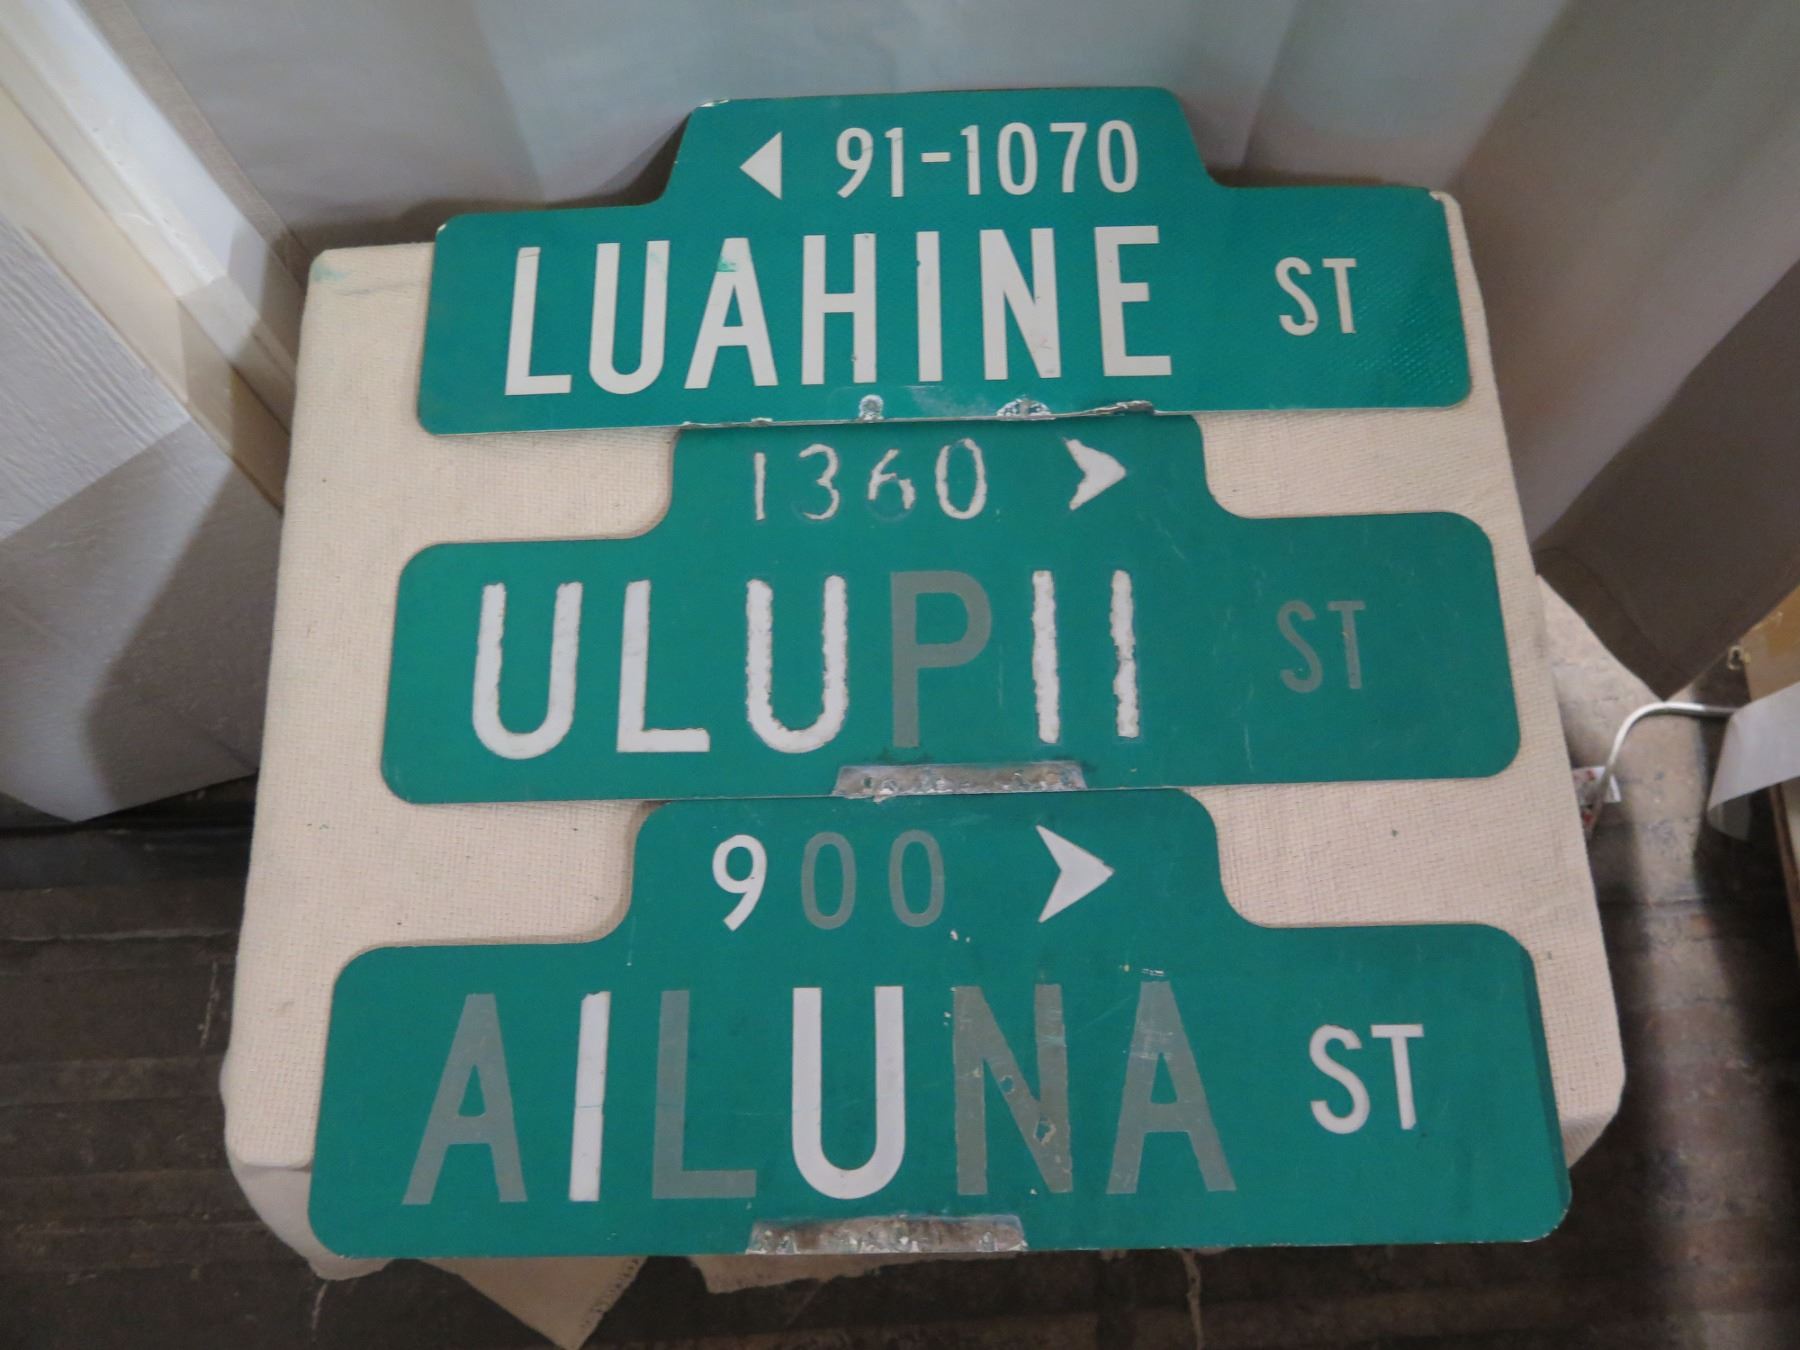 91-1070
LUAHINE ST
1360
ULUPII ST
900
AILUNA ST